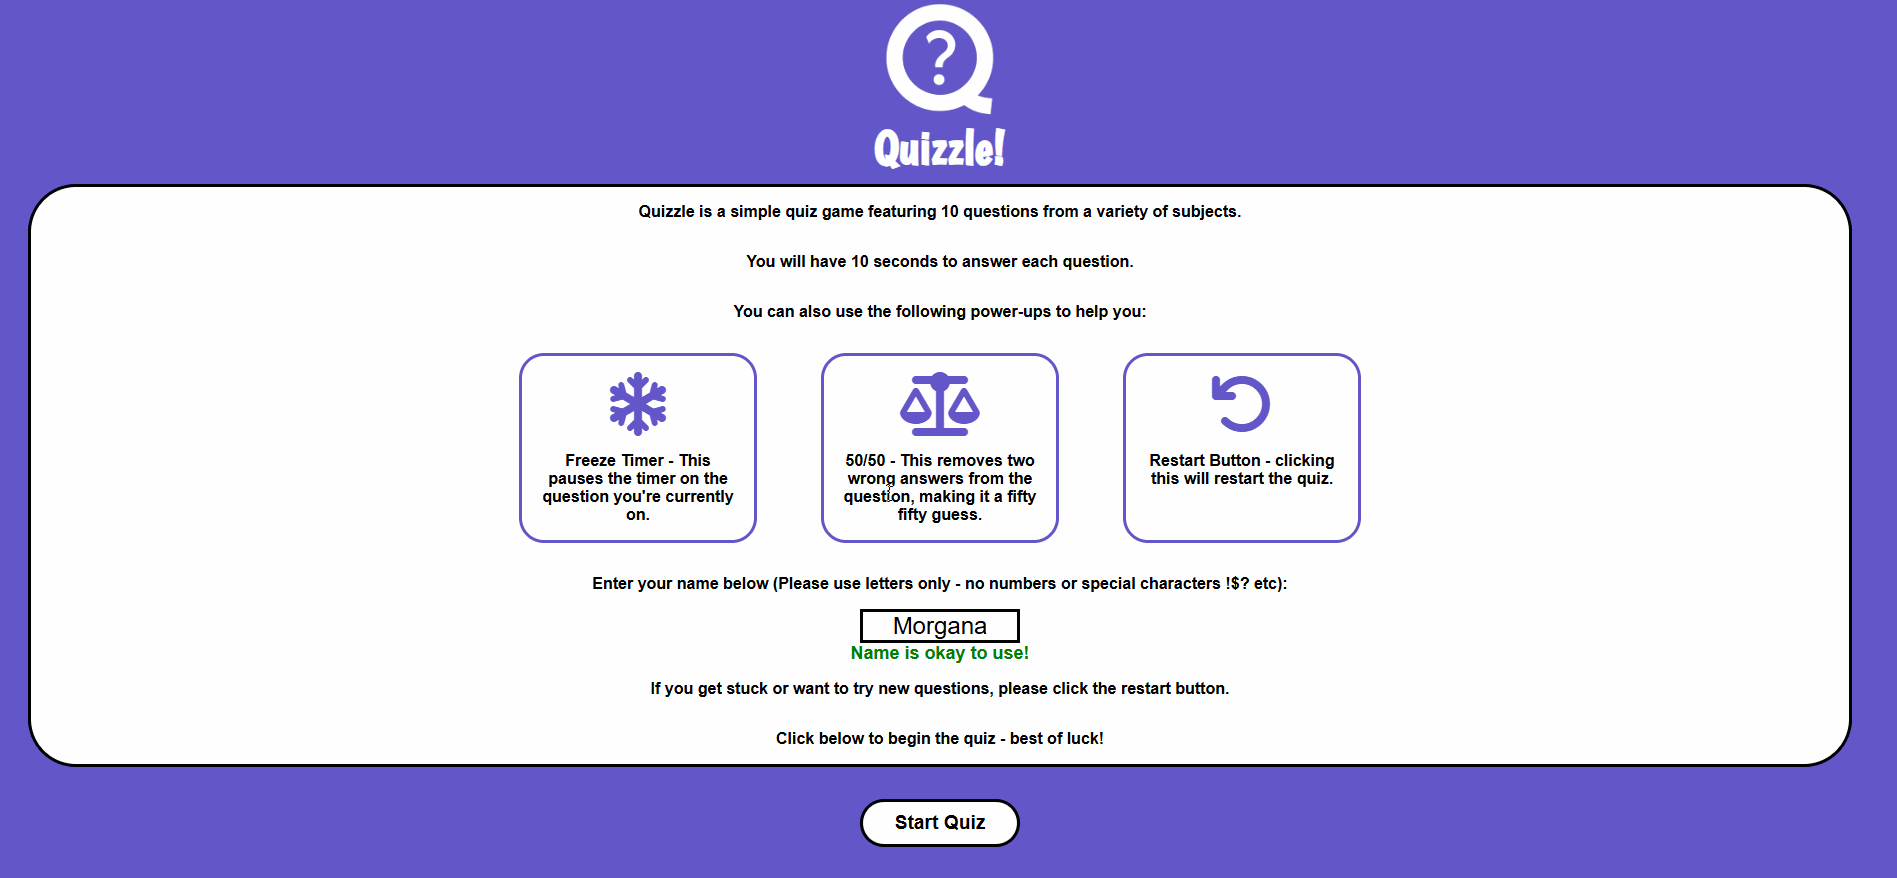 ?
Quizzle!
Quizzle is a simple quiz game featuring 10 questions from a variety of subjects.
You will have 10 seconds to answer each question.
You can also use the following power-ups to help you:
Freeze Timer - This
pauses the timer on the
question you're currently
on.
50/50 - This removes two
wrong answers from the
question, making it a fifty
fifty guess.
Restart Button - clicking
this will restart the quiz.
Enter your name below (Please use letters only - no numbers or special characters !$? etc):
Morgana
Name is okay to use!
If you get stuck or want to try new questions, please click the restart button.
Click below to begin the quiz - best of luck!
Start Quiz